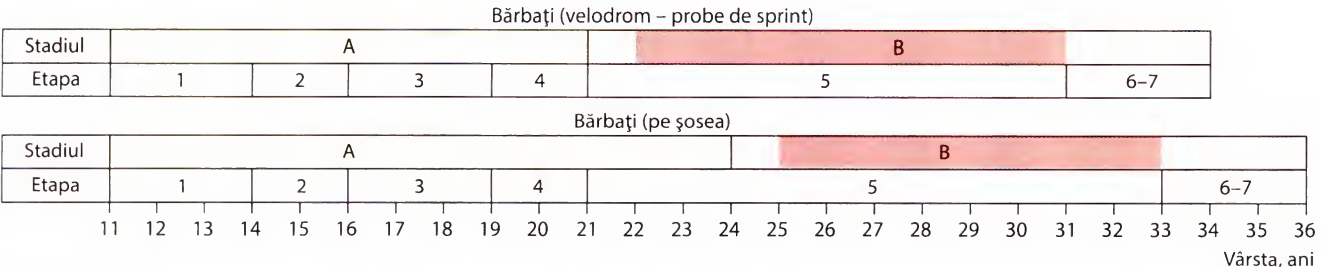 Bărbaţi (velodrom – probe de sprint)
Stadiul A B
Etapa 1 2 3 4 5 6–7
Bărbaţi (pe şosea)
Stadiul A B
Etapa 1 2 3 4 5 6–7
11 12 13 14 15 16 17 18 19 20 21 22 23 24 25 26 27 28 29 30 31 32 33 34 35 36
Vârsta, ani